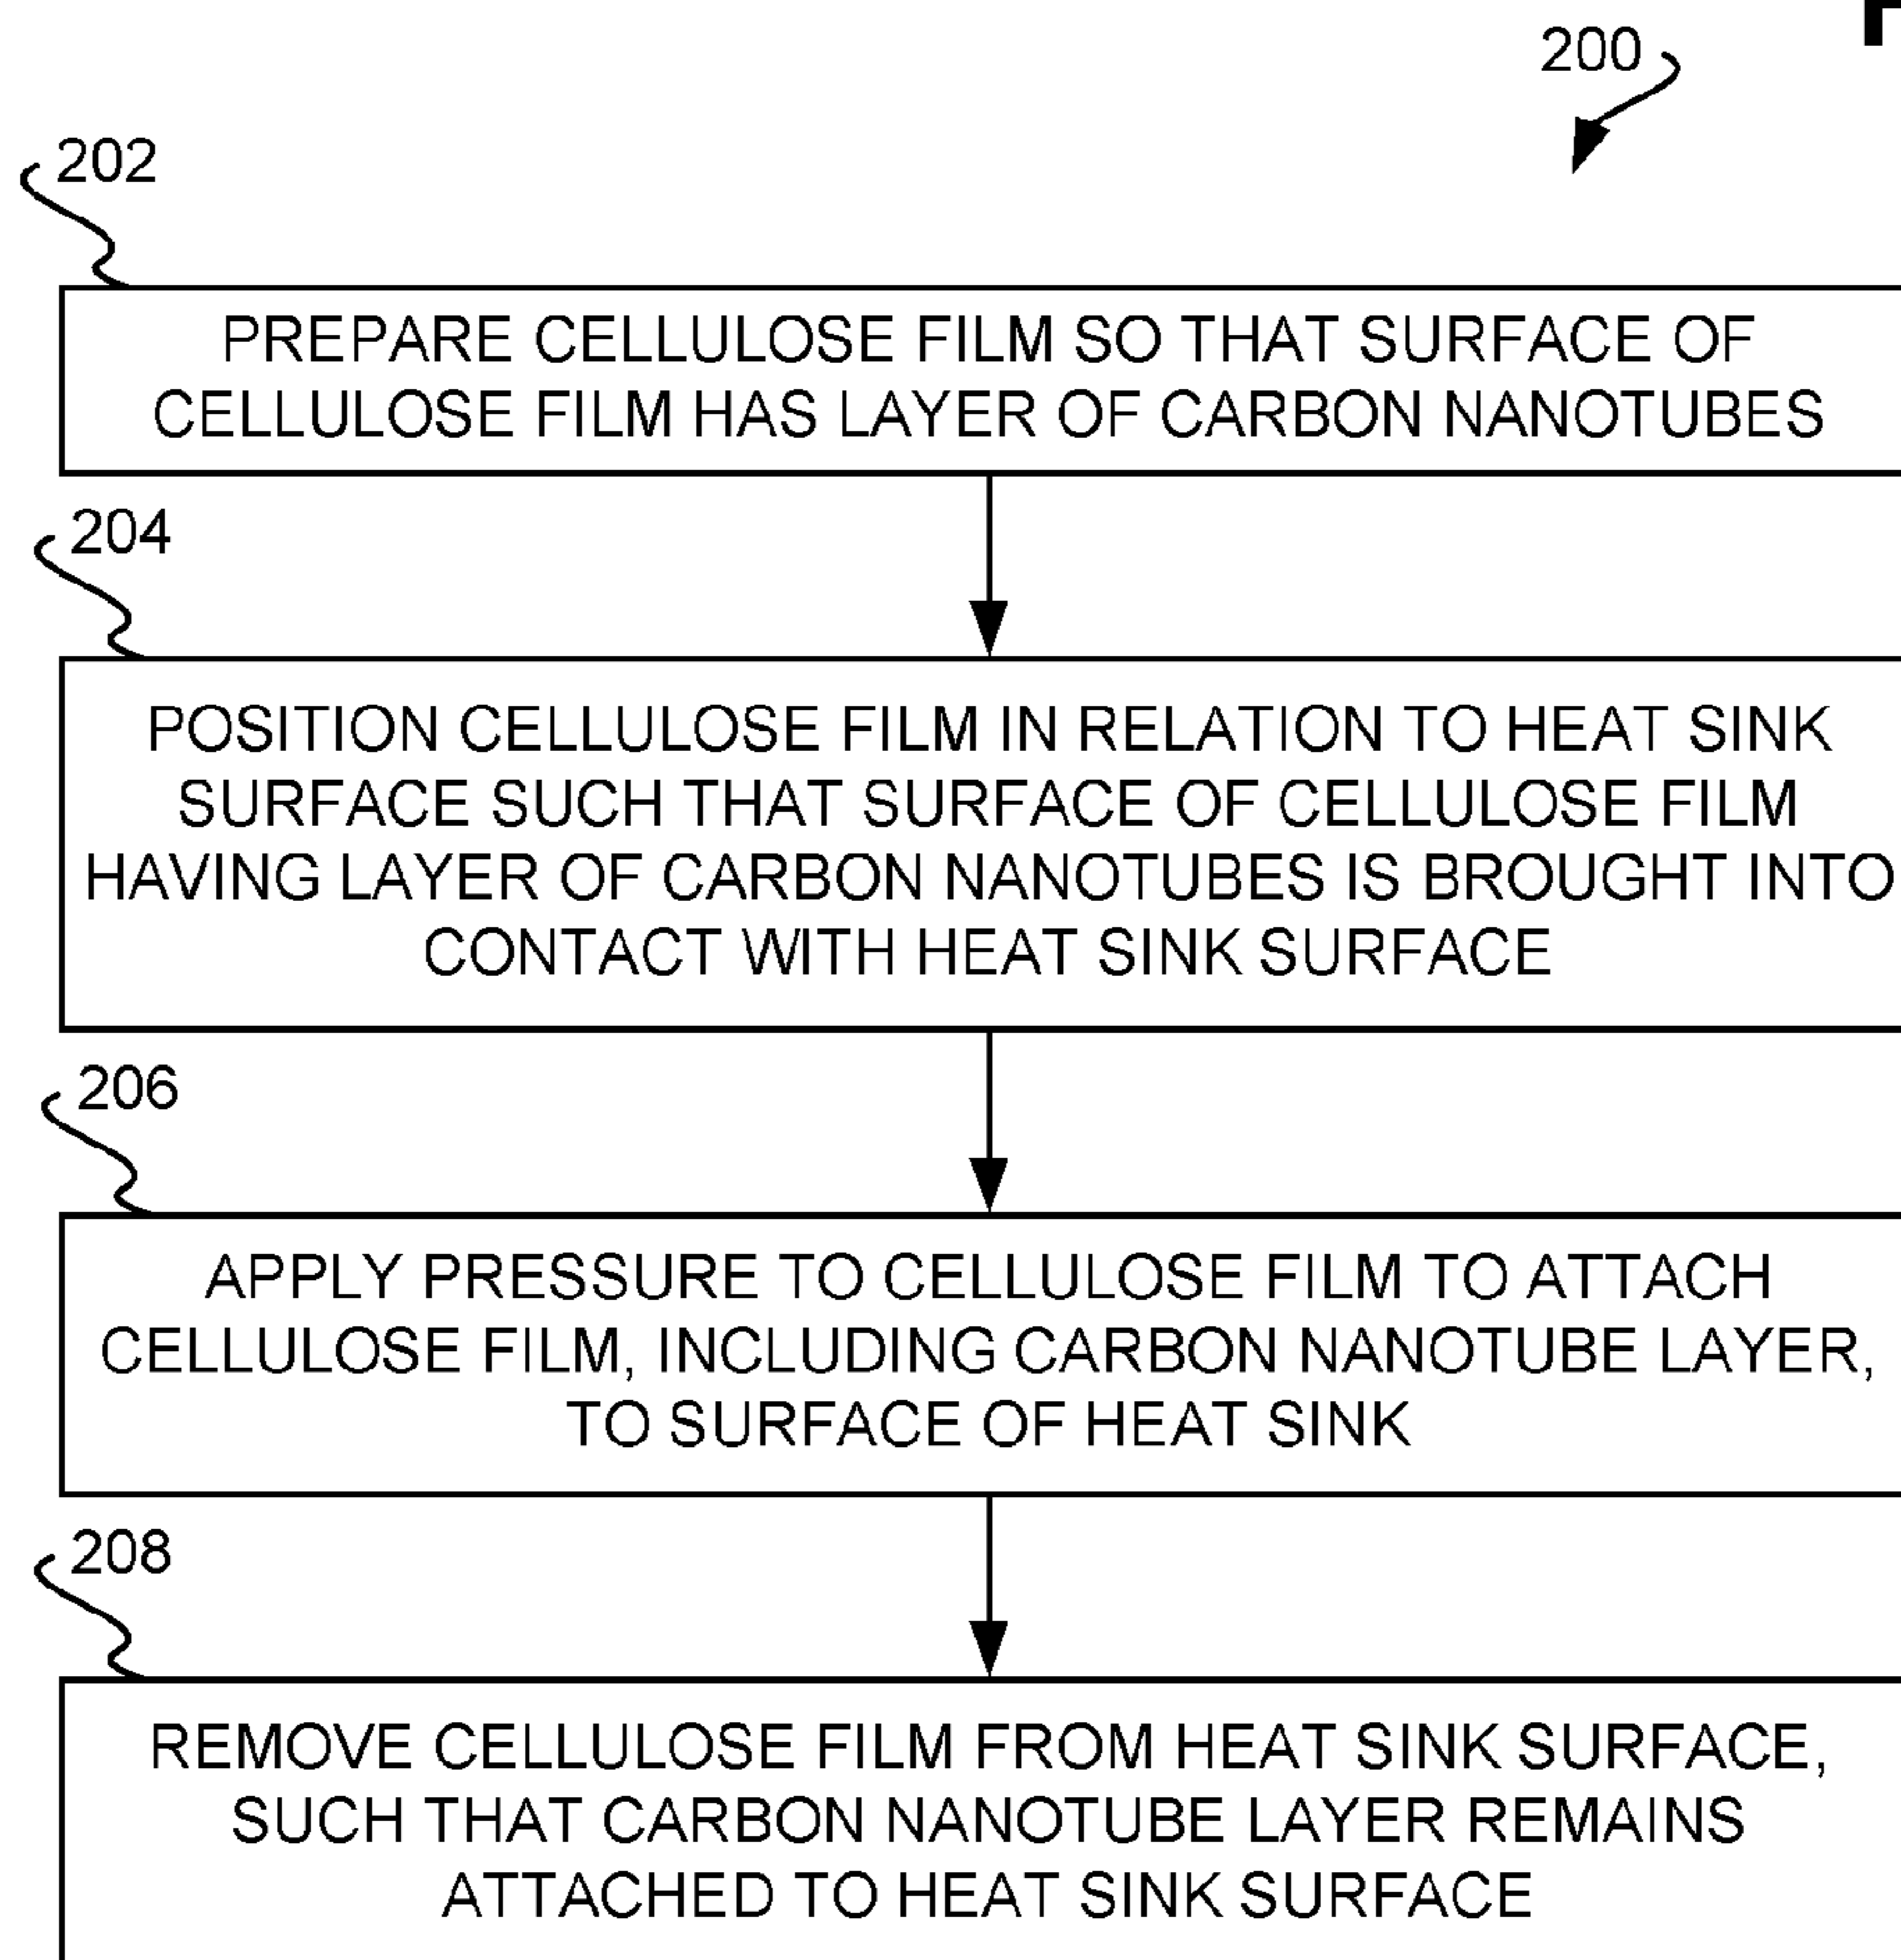 200
202
PREPARE CELLULOSE FILM SO THAT SURFACE OF
CELLULOSE FILM HAS LAYER OF CARBON NANOTUBES
204
POSITION CELLULOSE FILM IN RELATION TO HEAT SINK
SURFACE SUCH THAT SURFACE OF CELLULOSE FILM
HAVING LAYER OF CARBON NANOTUBES IS BROUGHT INTO
CONTACT WITH HEAT SINK SURFACE
206
APPLY PRESSURE TO CELLULOSE FILM TO ATTACH
CELLULOSE FILM, INCLUDING CARBON NANOTUBE LAYER,
TO SURFACE OF HEAT SINK
208
REMOVE CELLULOSE FILM FROM HEAT SINK SURFACE,
SUCH THAT CARBON NANOTUBE LAYER REMAINS
ATTACHED TO HEAT SINK SURFACE